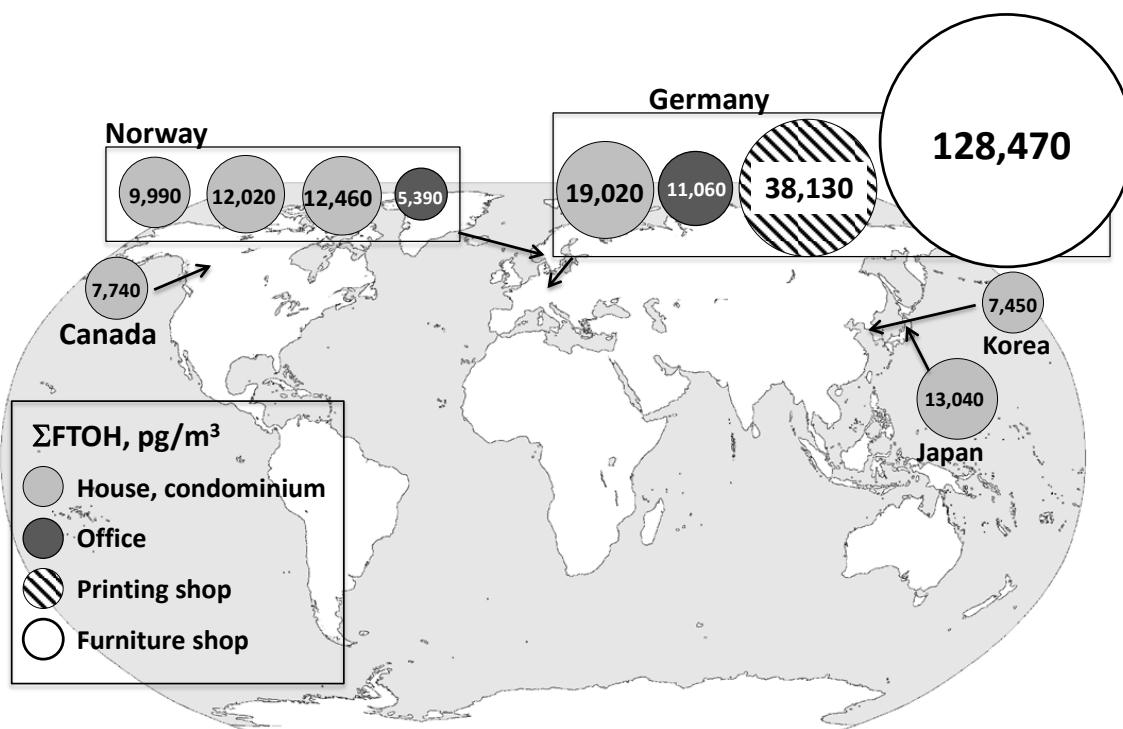 Germany
Norway
128,470
9,990
12,020
12,460
5,390
19,020
11,060
38,130
7,740
Canada
7,450
Korea
13,040
Japan
ΣFTOH, pg/m³
House, condominium
Office
Printing shop
Furniture shop